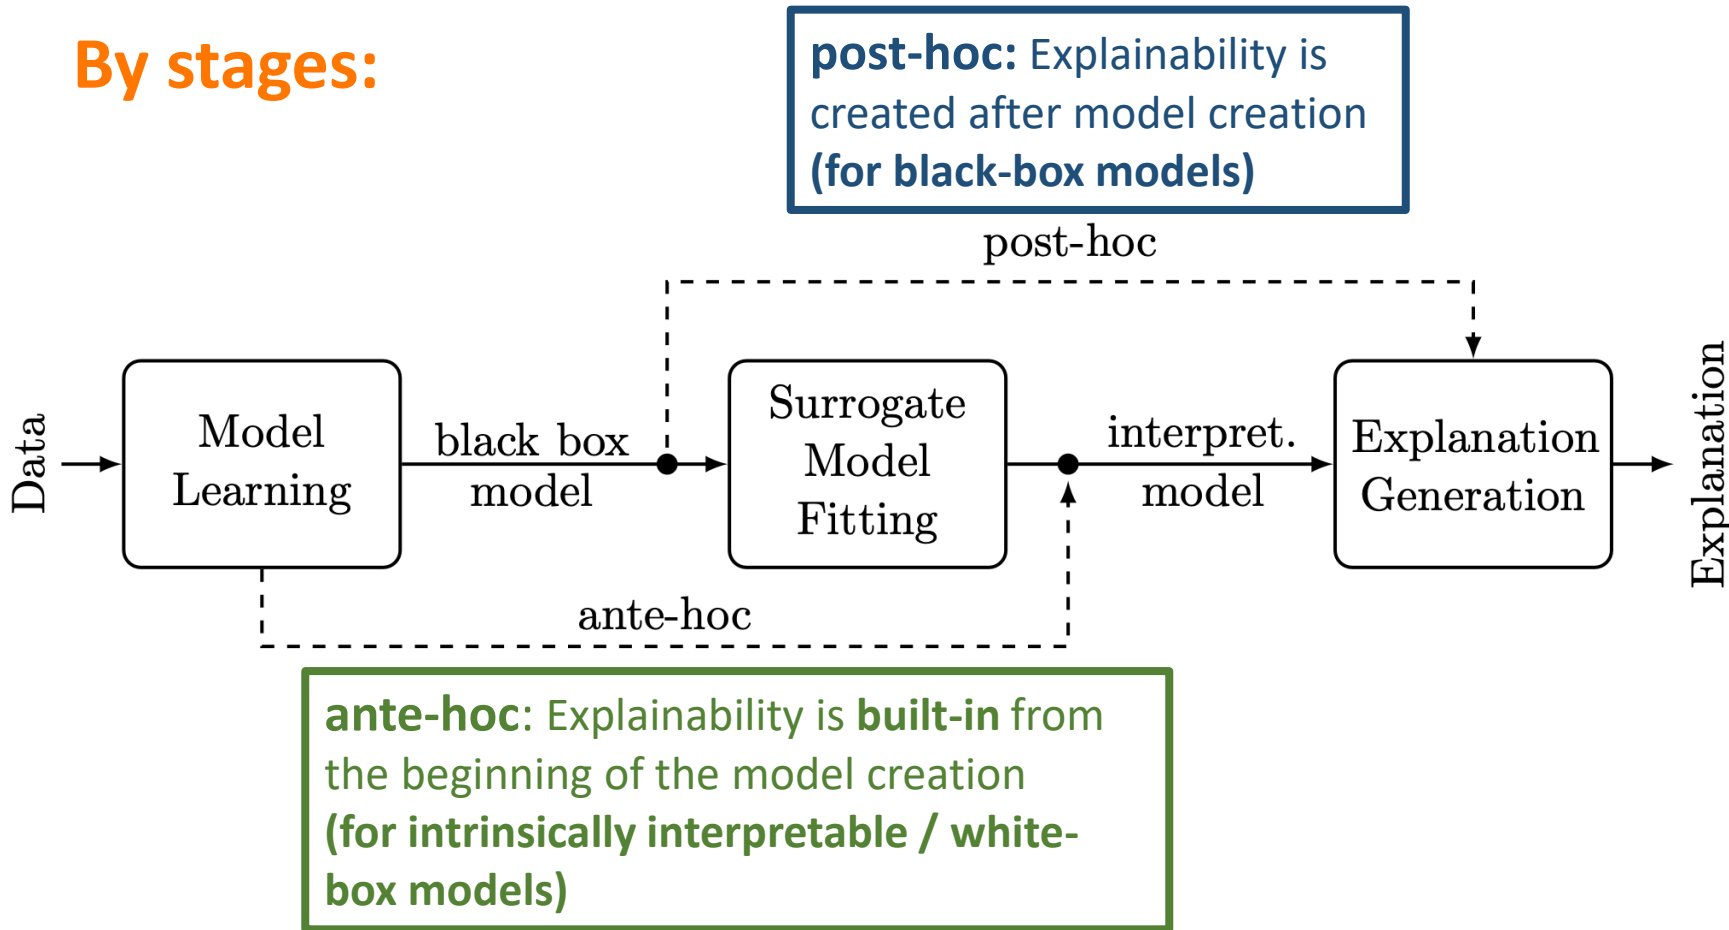 By stages:
post-hoc: Explainability is
created after model creation
(for black-box models)
post-hoc
Data
Model
Learning
black box
model
Surrogate
Model
Fitting
interpret.
model
Explanation
Generation
Explanation
ante-hoc
ante-hoc: Explainability is built-in from
the beginning of the model creation
(for intrinsically interpretable / white-
box models)